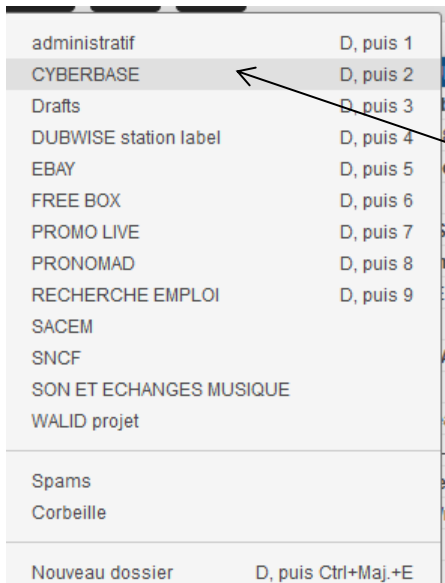 administratif D, puis 1
CYBERBASE D, puis 2
Drafts D, puis 3
DUBWISE station label D, puis 4
EBAY D, puis 5
FREE BOX D, puis 6
PROMO LIVE D, puis 7
PRONOMAD D, puis 8
RECHERCHE EMPLOI D, puis 9
SACEM
SNCF
SON ET ECHANGES MUSIQUE
WALID projet
Spams
Corbeille
Nouveau dossier D, puis Ctrl+Maj.+E